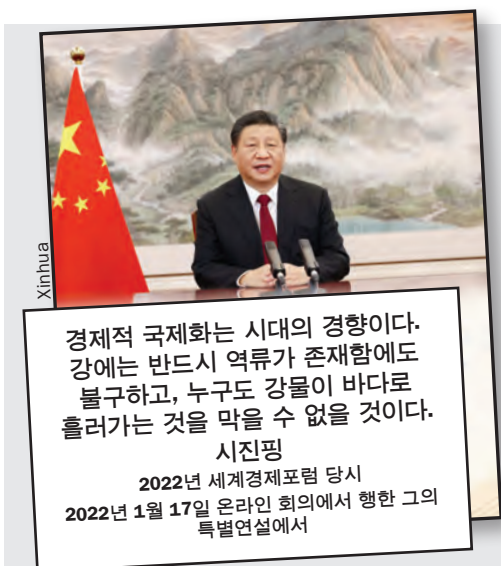 Xinhua
경제적 국제화는 시대의 경향이다.
강에는 반드시 역류가 존재함에도
불구하고, 누구도 강물이 바다로
흘러가는 것을 막을 수 없을 것이다.
시진핑
2022년 세계경제포럼 당시
2022년 1월 17일 온라인 회의에서 행한 그의
특별연설에서